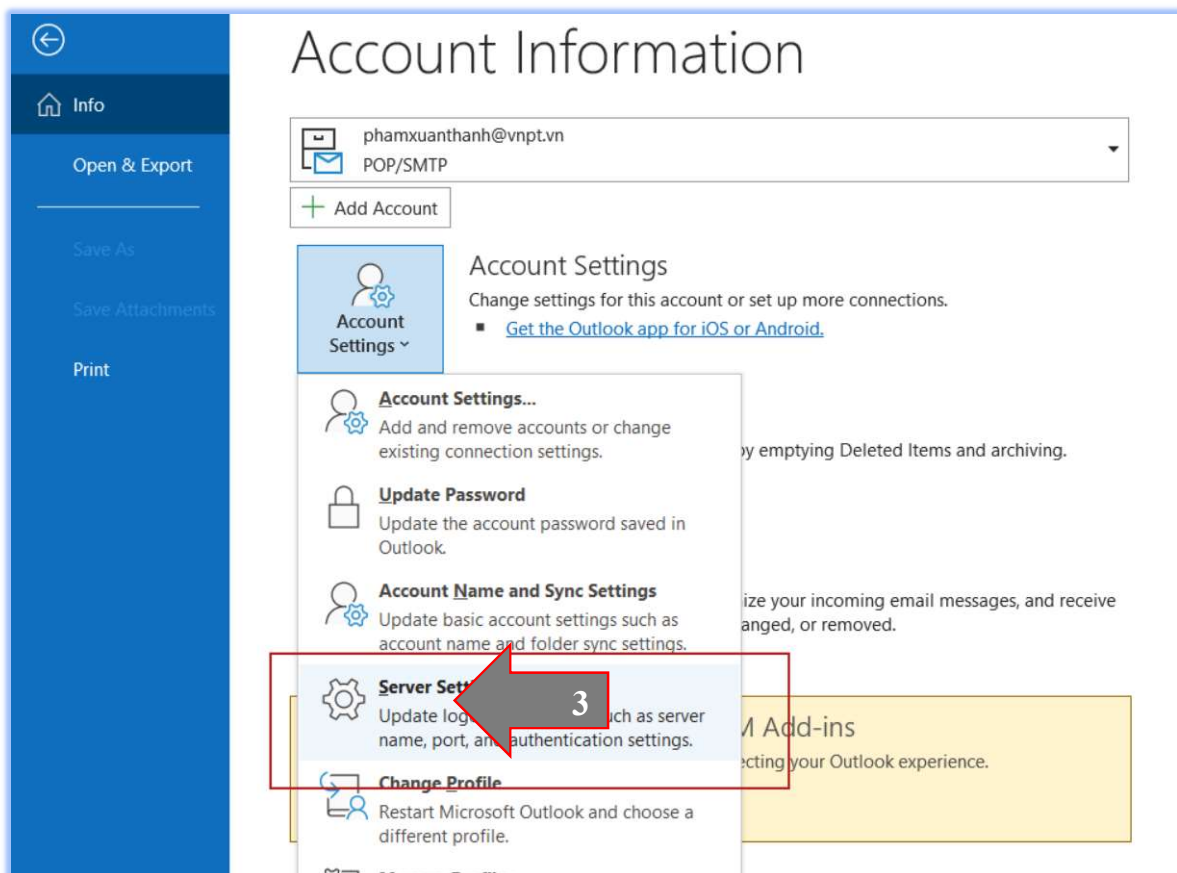 Account Information
Info
Open & Export
Save As
Save Attachments
Print
phamxuanthanh@vnpt.vn
POP/SMTP
Add Account
Account
Settings
Account Settings
Change settings for this account or set up more connections.
Get the Outlook app for iOS or Android.
Account Settings...
Add and remove accounts or change
existing connection settings.
by emptying Deleted Items and archiving.
Update Password
Update the account password saved in
Outlook.
Account Name and Sync Settings
Update basic account settings such as
account name and folder sync settings.
your incoming email messages, and receive
or removed.
Server
3
Update such as server
name, port, and authentication settings.
Add-ins
your Outlook experience.
Change Profile
Restart Microsoft Outlook and choose a
different profile.